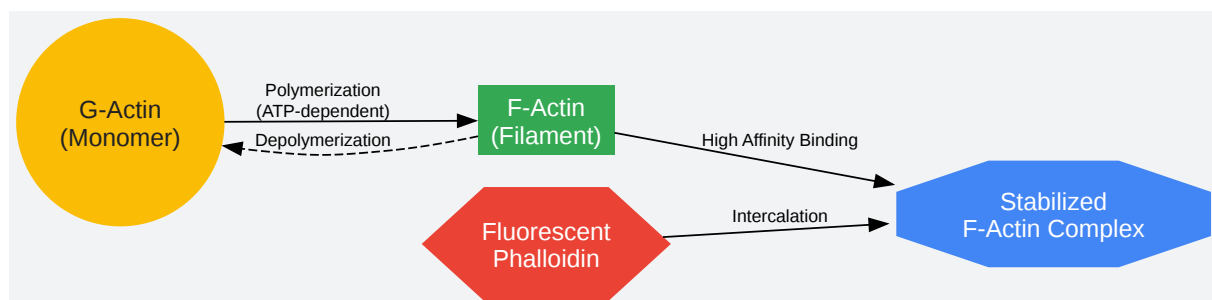 G-Actin
(Monomer)
Polymerization
(ATP-dependent)
Depolymerization
F-Actin
(Filament)
High Affinity Binding
Fluorescent
Phalloidin
Intercalation
Stabilized
F-Actin Complex